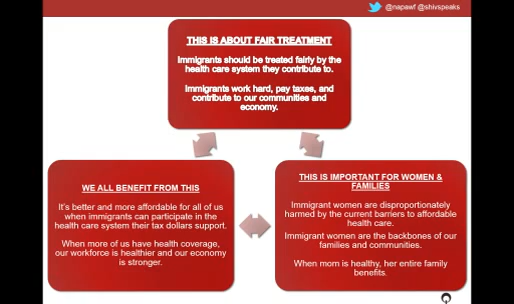 @napawf @shivspeaks
THIS IS ABOUT FAIR TREATMENT
Immigrants should be treated fairly by the
health care system they contribute to.
Immigrants work hard, pay taxes, and
contribute to our communities and
economy.
WE ALL BENEFIT FROM THIS
It's better and more affordable for all of us
when immigrants can participate in the
health care system their tax dollars support.
When more of us have health coverage,
our workforce is healthier and our economy
is stronger.
THIS IS IMPORTANT FOR WOMEN &
FAMILIES
Immigrant women are disproportionately
harmed by the current barriers to affordable
health care.
Immigrant women are the backbones of our
families and communities.
When mom is healthy, her entire family
benefits.